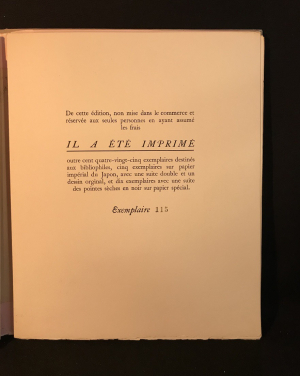 De cette édition, non mise dans le commerce et
réservée aux seules personnes en ayant assumé
les frais
IL A ÉTÉ IMPRIMÉ
outre cent quatre-vingt-cinq exemplaires destinés
aux bibliophiles, cinq exemplaires sur papier
impérial du Japon, avec une suite double et un
dessin orginal, et dix exemplaires avec une suite
des pointes sèches en noir sur papier spécial.
Exemplaire 115